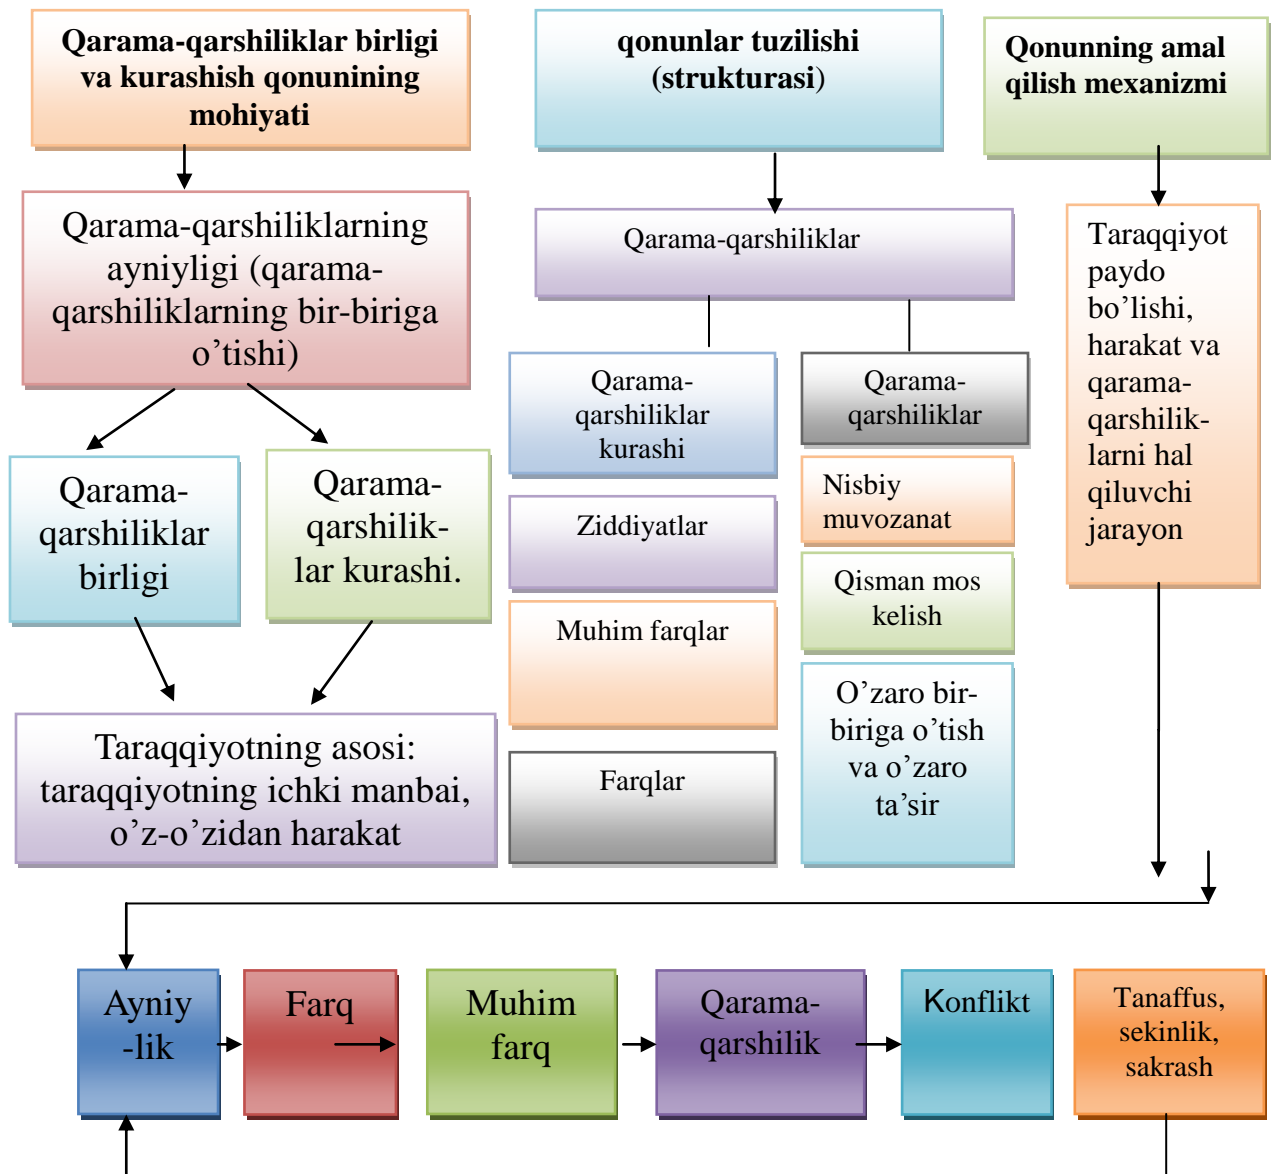 Qarama-qarshiliklar birligi
va kurashish qonunining
mohiyati
qonunlar tuzilishi
(strukturasi)
Qonunning amal
qilish mexanizmi
Qarama-qarshiliklarning
ayniyligi (qarama-
qarshiliklarning bir-biriga
o’tishi)
Qarama-
qarshiliklar
birligi
Qarama-
qarshilik-
lar kurashi.
Taraqqiyotning asosi:
taraqqiyotning ichki manbai,
o’z-o’zidan harakat
Qarama-qarshiliklar
Qarama-
qarshiliklar
kurashi
Ziddiyatlar
Muhim farqlar
Farqlar
Qarama-
qarshiliklar
Nisbiy
muvozanat
Qisman mos
kelish
O’zaro bir-
biriga o’tish
va o’zaro
ta’sir
Taraqqiyot
paydo
bo’lishi,
harakat va
qarama-
qarshilik-
larni hal
qiluvchi
jarayon
Ayniy
-lik
Farq
Muhim
farq
Qarama-
qarshilik
Konflikt
Tanaffus,
sekinlik,
sakrash